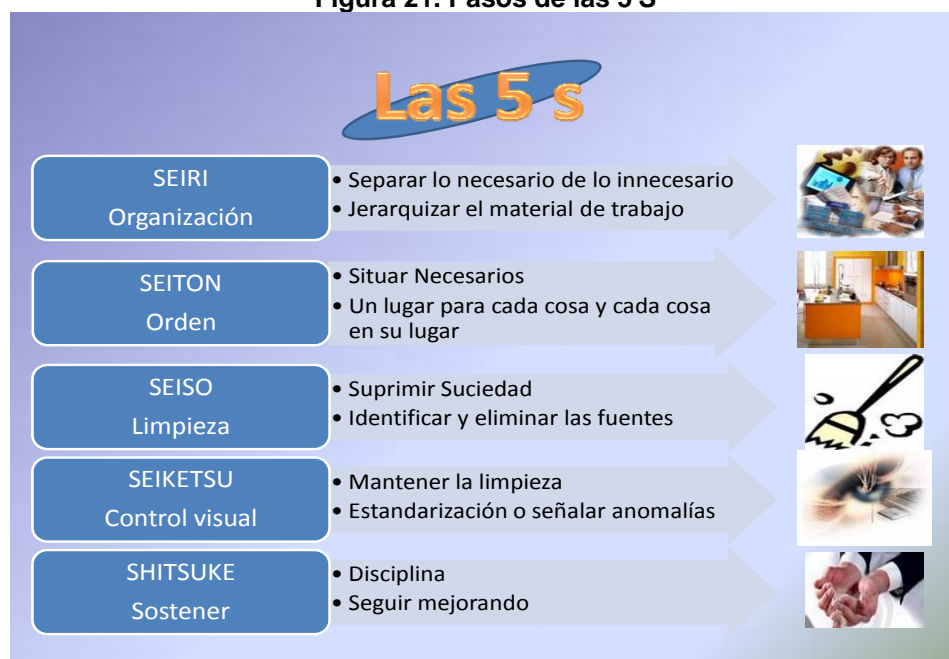 Figura 21. Pasos de las 5 S
Las 5 s
SEIRI
Organización
• Separar lo necesario de lo innecesario
• Jerarquizar el material de trabajo
SEITON
Orden
• Situar Necesarios
• Un lugar para cada cosa y cada cosa
en su lugar
SEISO
Limpieza
• Suprimir Suciedad
• Identificar y eliminar las fuentes
SEIKETSU
Control visual
• Mantener la limpieza
• Estandarización o señalar anomalías
SHITSUKE
Sostener
• Disciplina
• Seguir mejorando